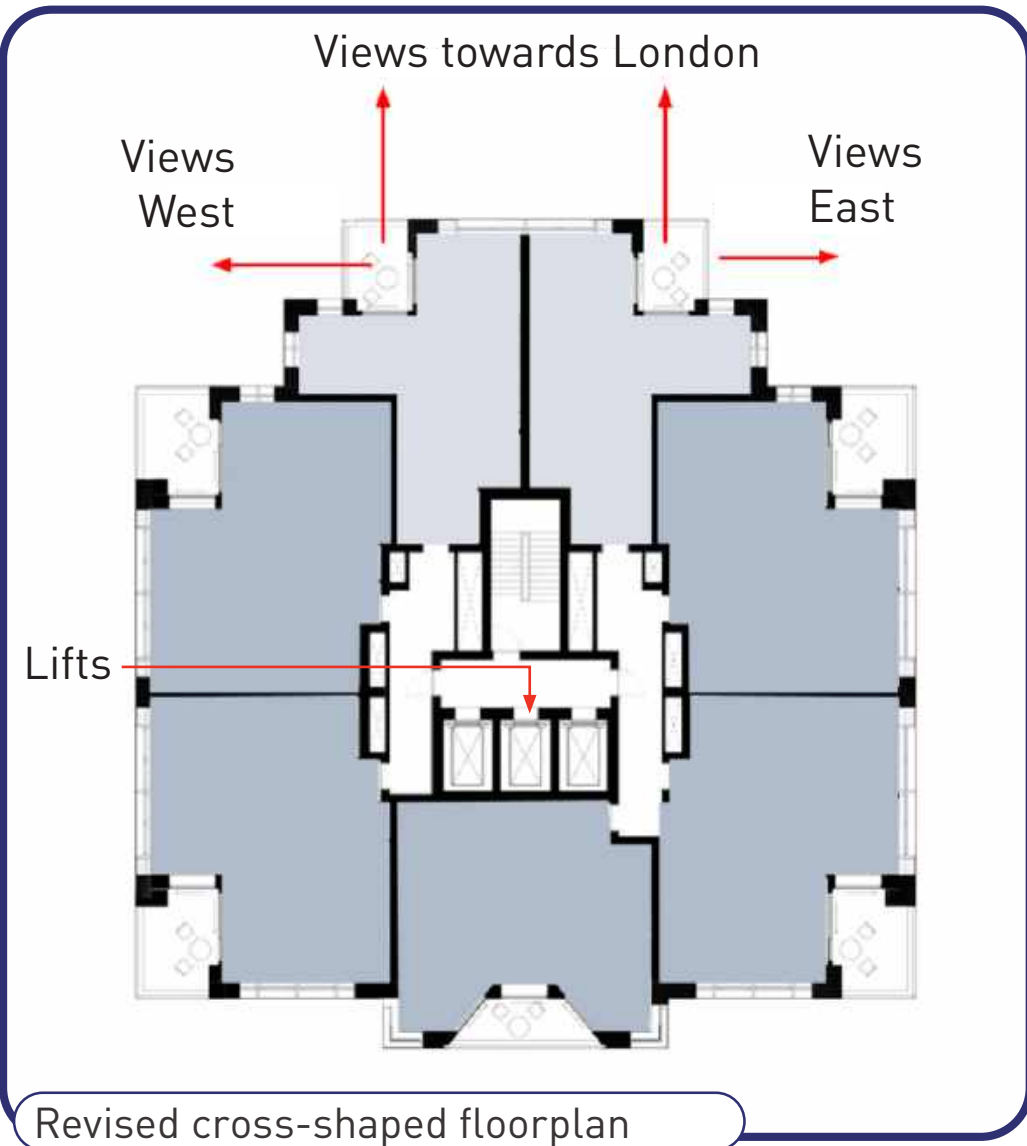 Views towards London
Views
West
Views
East
Lifts
Revised cross-shaped floorplan